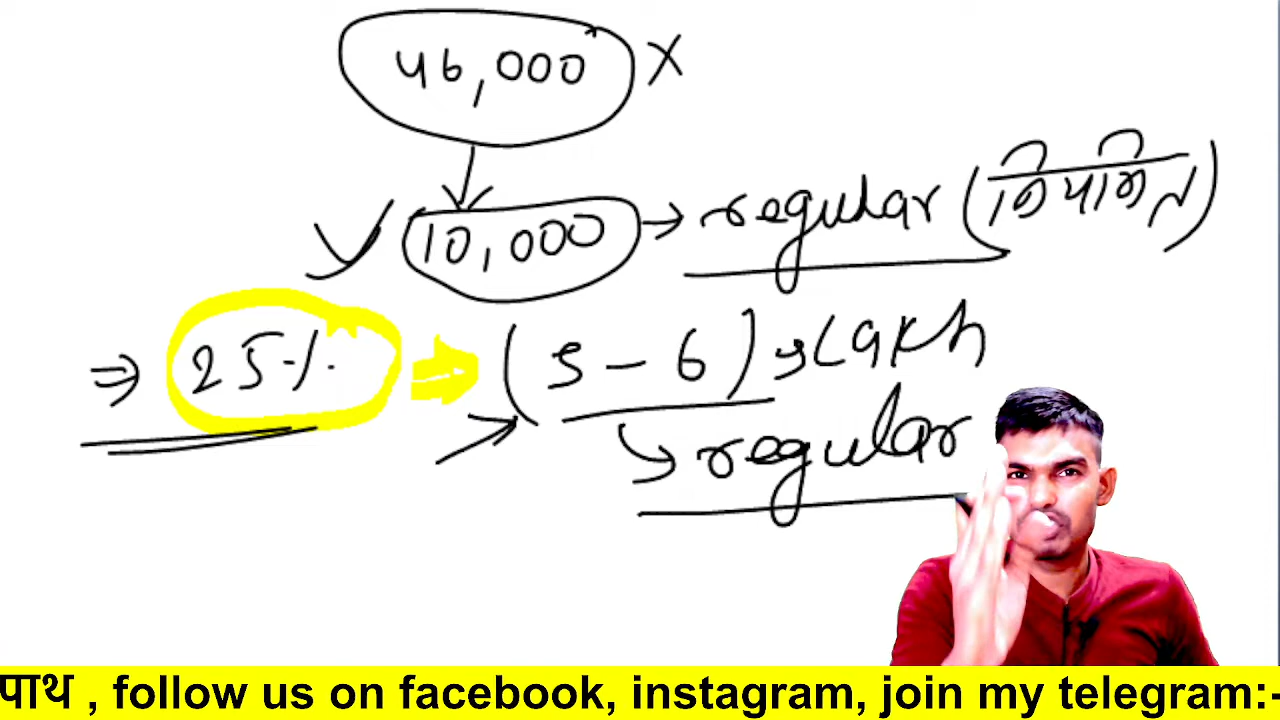 46,000 X
10,000 → regular (नियमित)
⇒ 25% ⇒ (5 - 6) → Lakh
→ regular
पाथ , follow us on facebook, instagram, join my telegram:-